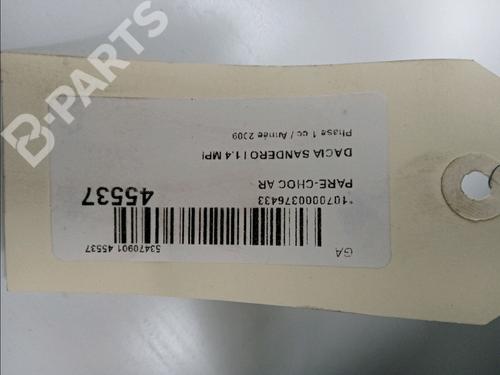 GA
53470901 45537
*1070000376433
PARE-CHOC AR
45537
DACIA SANDERO I 1.4 MPI
Phase 1 cc / Année 2009
B-PARTS